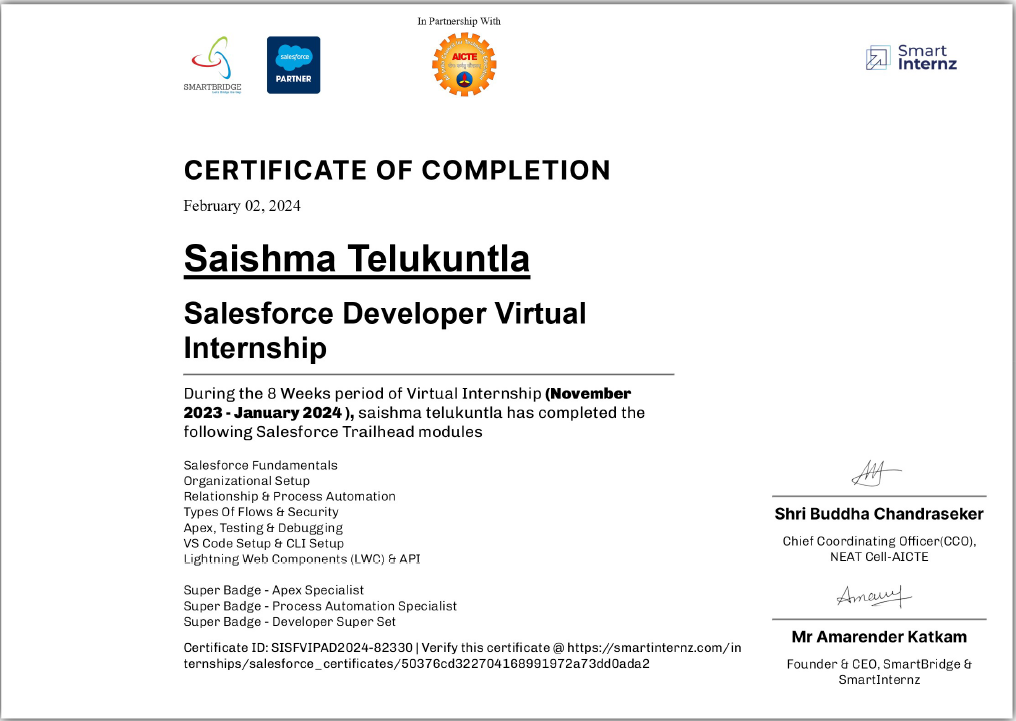 In Partnership With
SMARTBRIDGE
salesforce
PARTNER
AICTE
Smart
Internz
CERTIFICATE OF COMPLETION
February 02, 2024
Saishma Telukuntla
Salesforce Developer Virtual
Internship
During the 8 Weeks period of Virtual Internship (November
2023 - January 2024 ), saishma telukuntla has completed the
following Salesforce Trailhead modules
Salesforce Fundamentals
Organizational Setup
Relationship & Process Automation
Types Of Flows & Security
Apex, Testing & Debugging
VS Code Setup & CLI Setup
Lightning Web Components (LWC) & API
Super Badge - Apex Specialist
Super Badge - Process Automation Specialist
Super Badge - Developer Super Set
Certificate ID: SISFVIPAD2024-82330 | Verify this certificate @ https://smartinternz.com/in
ternships/salesforce_certificates/50376cd322704168991972a73dd0ada2
Shri Buddha Chandraseker
Chief Coordinating Officer(CCO),
NEAT Cell-AICTE
Mr Amarender Katkam
Founder & CEO, SmartBridge &
SmartInternz